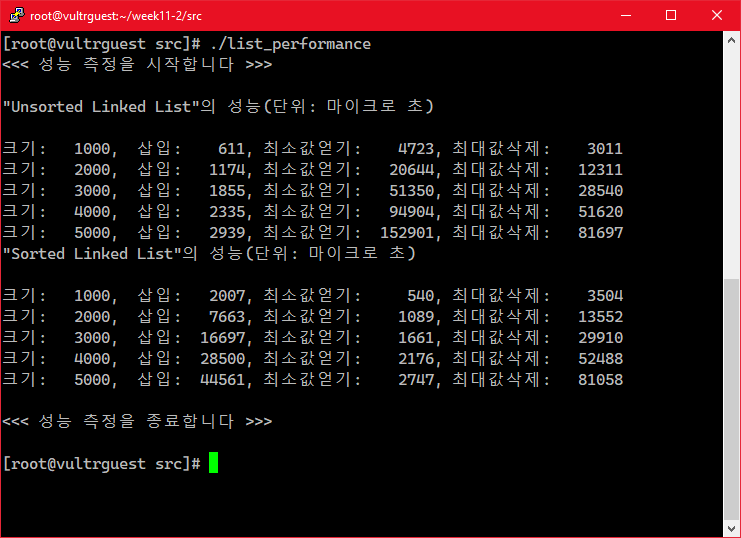 root@vultrguest:~/week11-2/src
[root@vultrguest src]# ./list_performance
<<< 성능 측정을 시작합니다 >>>
"Unsorted Linked List"의 성능(단위: 마이크로 초)
크기:   1000,  삽입:    611, 최소값얻기:    4723, 최대값삭제:    3011
크기:   2000,  삽입:   1174, 최소값얻기:   20644, 최대값삭제:   12311
크기:   3000,  삽입:   1855, 최소값얻기:   51350, 최대값삭제:   28540
크기:   4000,  삽입:   2335, 최소값얻기:   94904, 최대값삭제:   51620
크기:   5000,  삽입:   2939, 최소값얻기:  152901, 최대값삭제:   81697
"Sorted Linked List"의 성능(단위: 마이크로 초)
크기:   1000,  삽입:   2007, 최소값얻기:     540, 최대값삭제:    3504
크기:   2000,  삽입:   7663, 최소값얻기:    1089, 최대값삭제:   13552
크기:   3000,  삽입:  16697, 최소값얻기:    1661, 최대값삭제:   29910
크기:   4000,  삽입:  28500, 최소값얻기:    2176, 최대값삭제:   52488
크기:   5000,  삽입:  44561, 최소값얻기:    2747, 최대값삭제:   81058
<<< 성능 측정을 종료합니다 >>>
[root@vultrguest src]#